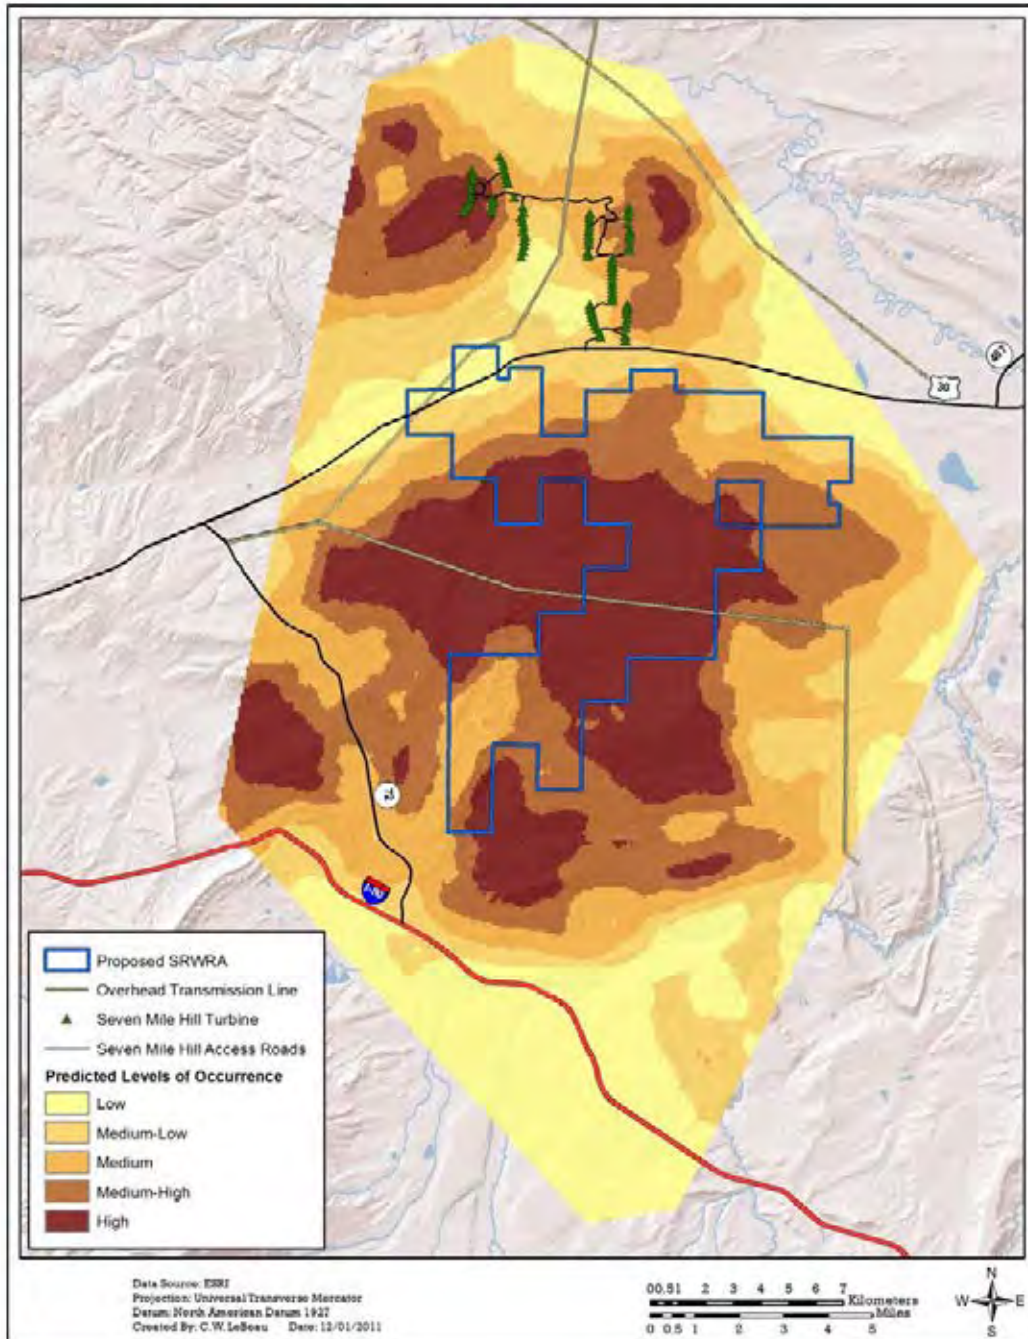 30
Proposed SRWRA
Overhead Transmission Line
Seven Mile Hill Turbine
Seven Mile Hill Access Roads
Predicted Levels of Occurrence
Low
Medium-Low
Medium
Medium-High
High
Data Source: ESRI
Projection: Universal Transverse Mercator
Datum: North American Datum 1927
Created By: C.W. LeBeau Date: 12/01/2011
0 0.5 1 2 3 4 5 6 7
Kilometers
Miles
0 0.5 1 2 3 4 5
N
W E
S